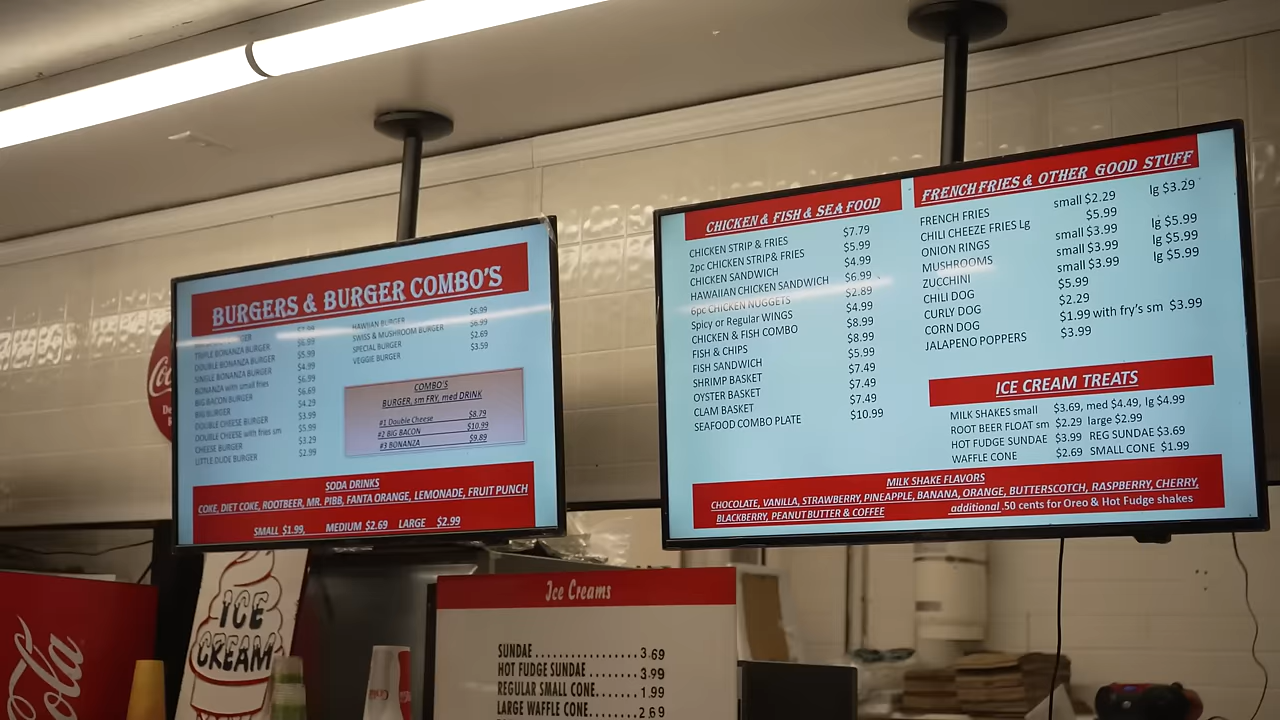 BURGERS & BURGER COMBO'S
TRIPLE BONANZA BURGER $6.99
DOUBLE BONANZA BURGER $5.99
SINGLE BONANZA BURGER $4.99
BONANZA with small fries $6.99
BIG BACON BURGER $6.69
BIG BURGER $4.29
DOUBLE CHEESE BURGER $3.99
DOUBLE CHEESE with fries sm $5.99
CHEESE BURGER $3.29
LITTLE DUDE BURGER $2.99
HAWIIAN BURGER $6.99
SWISS & MUSHROOM BURGER $6.99
SPECIAL BURGER $2.69
VEGGIE BURGER $3.59
COMBO'S
BURGER, sm FRY, med DRINK
#1 Double Cheese $8.79
#2 BIG BACON $10.99
#3 BONANZA $9.89
SODA DRINKS
COKE, DIET COKE, ROOTBEER, MR. PIBB, FANTA ORANGE, LEMONADE, FRUIT PUNCH
SMALL $1.99, MEDIUM $2.69 LARGE $2.99
CHICKEN & FISH & SEA FOOD
CHICKEN STRIP & FRIES $7.79
2pc CHICKEN STRIP& FRIES $5.99
CHICKEN SANDWICH $4.99
HAWAIIAN CHICKEN SANDWICH $6.99
6pc CHICKEN NUGGETS $2.89
Spicy or Regular WINGS $4.99
CHICKEN & FISH COMBO $8.99
FISH & CHIPS $8.99
FISH SANDWICH $5.99
SHRIMP BASKET $7.49
OYSTER BASKET $7.49
CLAM BASKET $7.49
SEAFOOD COMBO PLATE $10.99
FRENCH FRIES & OTHER GOOD STUFF
FRENCH FRIES small $2.29 lg $3.29
CHILI CHEEZE FRIES Lg $5.99
ONION RINGS small $3.99 lg $5.99
MUSHROOMS small $3.99 lg $5.99
ZUCCHINI small $3.99 lg $5.99
CHILI DOG $5.99
CURLY DOG $2.29
CORN DOG $1.99 with fry's sm $3.99
JALAPENO POPPERS $3.99
ICE CREAM TREATS
MILK SHAKES small $3.69, med $4.49, lg $4.99
ROOT BEER FLOAT sm $2.29 large $2.99
HOT FUDGE SUNDAE $3.99 REG SUNDAE $3.69
WAFFLE CONE $2.69 SMALL CONE $1.99
MILK SHAKE FLAVORS
CHOCOLATE, VANILLA, STRAWBERRY, PINEAPPLE, BANANA, ORANGE, BUTTERSCOTCH, RASPBERRY, CHERRY,
BLACKBERRY, PEANUT BUTTER & COFFEE additional .50 cents for Oreo & Hot Fudge shakes
ICE
CREAM
Ice Creams
SUNDAE................3.69
HOT FUDGE SUNDAE........3.99
REGULAR SMALL CONE.......1.99
LARGE WAFFLE CONE........2.69